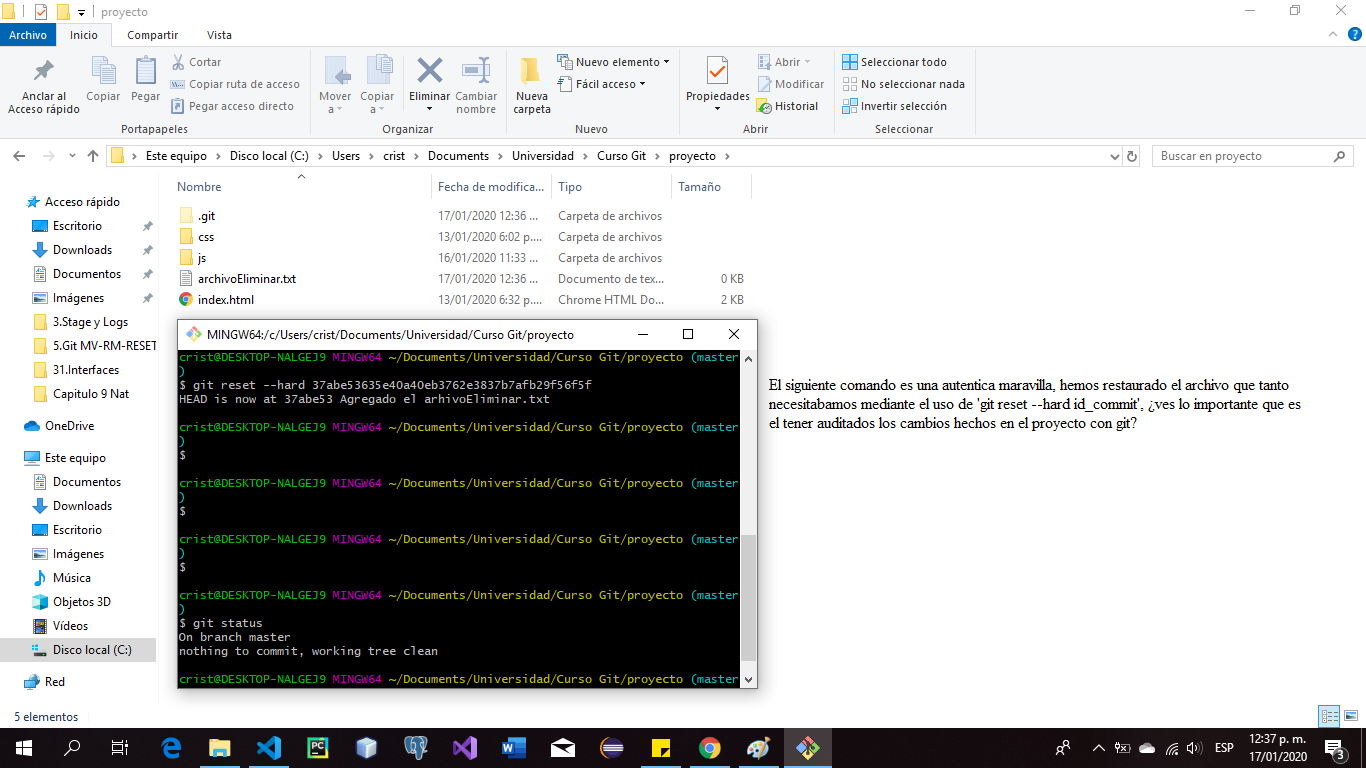 proyecto
Archivo Inicio Compartir Vista
Anclar al Acceso rápido
Copiar
Pegar
Cortar
Copiar ruta de acceso
Pegar acceso directo
Portapapeles
Mover a
Copiar a
Eliminar
Cambiar nombre
Organizar
Nueva carpeta
Nuevo elemento
Fácil acceso
Nuevo
Propiedades
Abrir
Modificar
Historial
Abrir
Seleccionar todo
No seleccionar nada
Invertir selección
Seleccionar
Este equipo > Disco local (C:) > Users > crist > Documents > Universidad > Curso Git > proyecto >
Buscar en proyecto
Acceso rápido
Escritorio
Downloads
Documentos
Imágenes
3.Stage y Logs
5.Git MV-RM-RESET
31.Interfaces
Capitulo 9 Nat
OneDrive
Este equipo
Documentos
Downloads
Escritorio
Imágenes
Música
Objetos 3D
Vídeos
Disco local (C:)
Red
Nombre Fecha de modifica... Tipo Tamaño
.git 17/01/2020 12:36 ... Carpeta de archivos
css 13/01/2020 6:02 p.... Carpeta de archivos
js 16/01/2020 11:33 ... Carpeta de archivos
archivoEliminar.txt 17/01/2020 12:36 ... Documento de tex... 0 KB
index.html 13/01/2020 6:32 p.... Chrome HTML Do... 2 KB
MINGW64:/c/Users/crist/Documents/Universidad/Curso Git/proyecto
crist@DESKTOP-NALGEJ9 MINGW64 ~/Documents/Universidad/Curso Git/proyecto (master
)
$ git reset --hard 37abe53635e40a40eb3762e3837b7afb29f56f5f
HEAD is now at 37abe53 Agregado el arhivoEliminar.txt
crist@DESKTOP-NALGEJ9 MINGW64 ~/Documents/Universidad/Curso Git/proyecto (master
)
$
crist@DESKTOP-NALGEJ9 MINGW64 ~/Documents/Universidad/Curso Git/proyecto (master
)
$
crist@DESKTOP-NALGEJ9 MINGW64 ~/Documents/Universidad/Curso Git/proyecto (master
)
$
crist@DESKTOP-NALGEJ9 MINGW64 ~/Documents/Universidad/Curso Git/proyecto (master
)
$ git status
On branch master
nothing to commit, working tree clean
crist@DESKTOP-NALGEJ9 MINGW64 ~/Documents/Universidad/Curso Git/proyecto (master
El siguiente comando es una autentica maravilla, hemos restaurado el archivo que tanto
necesitabamos mediante el uso de 'git reset --hard id_commit', ¿ves lo importante que es
el tener auditados los cambios hechos en el proyecto con git?
5 elementos
ESP
12:37 p. m.
17/01/2020
3